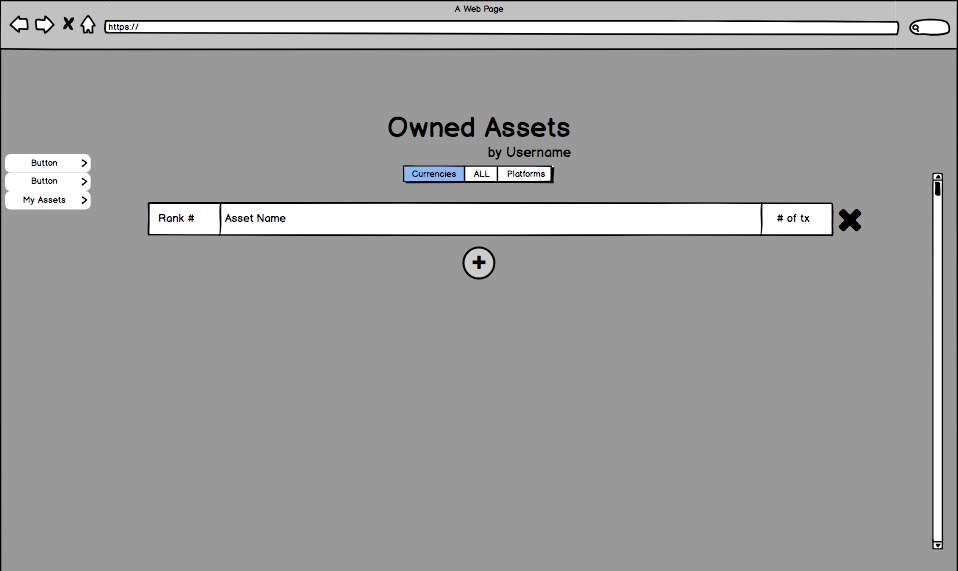 A Web Page
https://
Owned Assets
by Username
Button
Button
My Assets
Currencies ALL Platforms
Rank # Asset Name # of tx